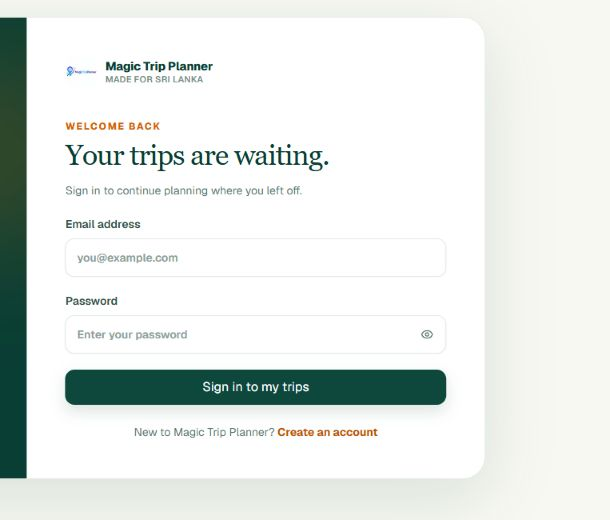 Magic Trip Planner
MADE FOR SRI LANKA
WELCOME BACK
Your trips are waiting.
Sign in to continue planning where you left off.
Email address
you@example.com
Password
Enter your password
Sign in to my trips
New to Magic Trip Planner? Create an account